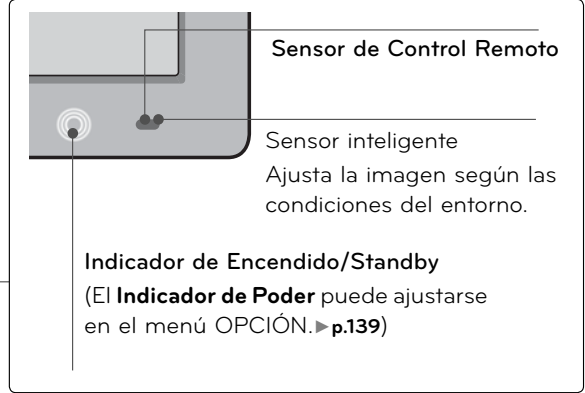 Sensor de Control Remoto
Sensor inteligente
Ajusta la imagen según las
condiciones del entorno.
Indicador de Encendido/Standby
(El Indicador de Poder puede ajustarse
en el menú OPCIÓN.►p.139)